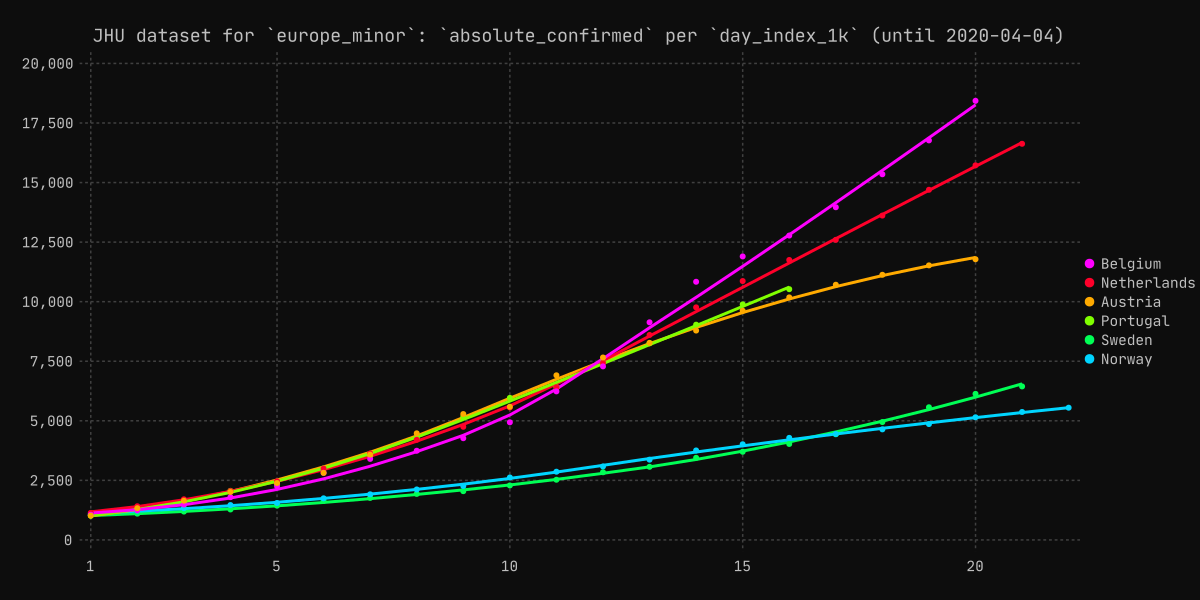 JHU dataset for `europe_minor`: `absolute_confirmed` per `day_index_1k` (until 2020-04-04)
20,000
17,500
15,000
12,500
10,000
7,500
5,000
2,500
0
1 5 10 15 20
Belgium
Netherlands
Austria
Portugal
Sweden
Norway